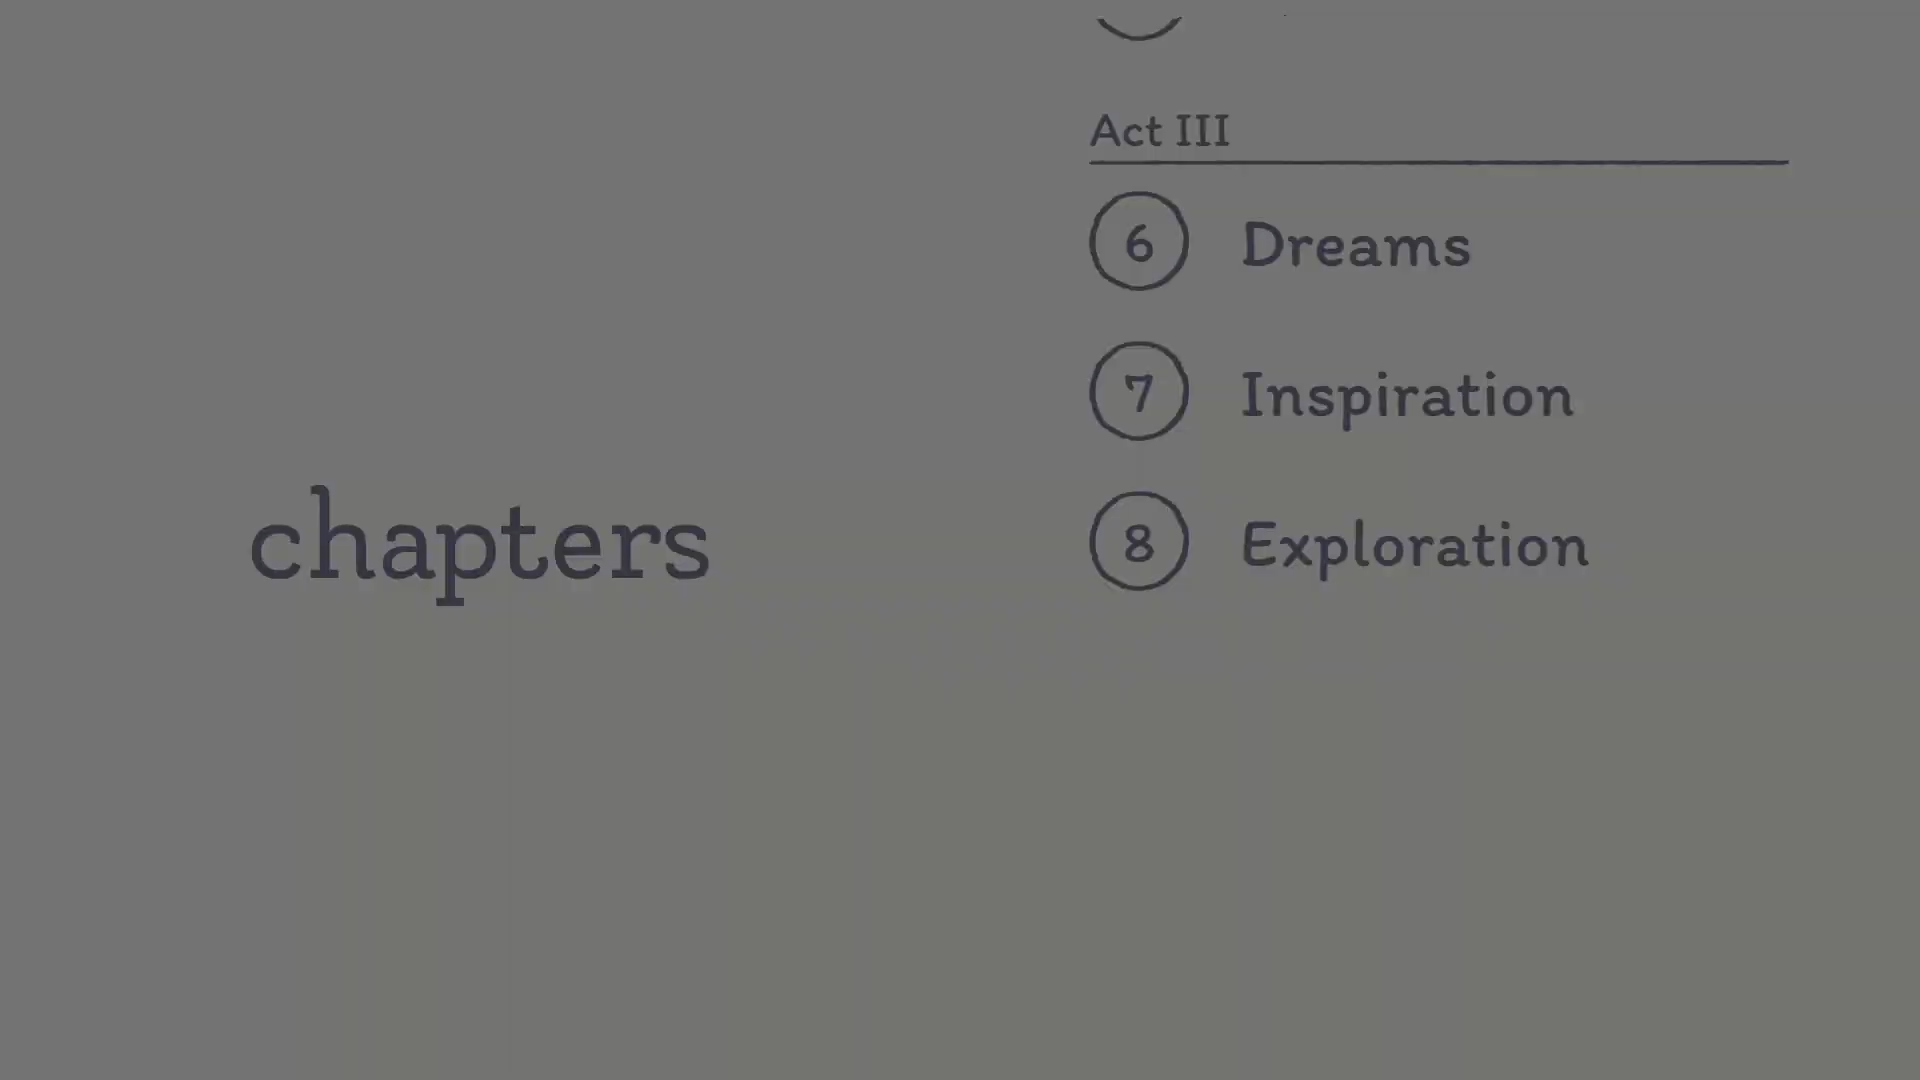 chapters
Act III
6 Dreams
7 Inspiration
8 Exploration